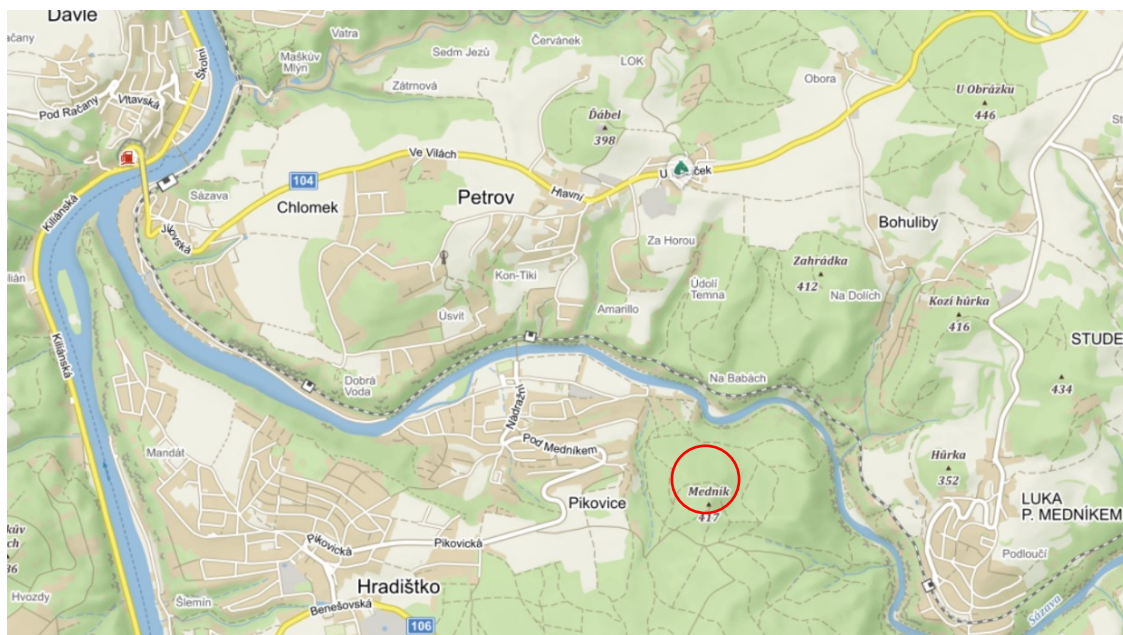 Davle
Vatra
Sedm Jezů
Červánek
LOK
Maškův
Mlýn
Zátrnová
Školní
Vltavská
Pod Račany
Obora
U Obrázku
446
Ďábel
398
Ve Vilách
Hlavní
104
Petrov
Sázava
Chlomek
Kiliánská
Bohuliby
Za Horou
Zahrádka
412
Údolí
Temna
Na Dolích
Kozí hůrka
416
Kon-Tiki
Amarillo
Úsvit
STUDE
434
Kiliánská
Dobrá
Voda
Na Babách
Nádražní
Pod Medníkem
Mandát
Hůrka
352
Medník
417
Pikovice
LUKA
P. MEDNÍKEM
Pikovická
Pikovická
Podloučí
Hradištko
Hvozdy
Šlemín
Benešovská
106
Sázava